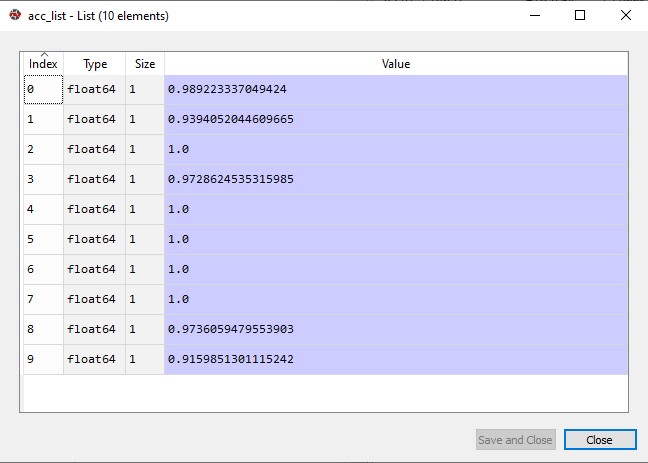 acc_list - List (10 elements)
Index Type Size Value
0 float64 1 0.989223337049424
1 float64 1 0.9394052044609665
2 float64 1 1.0
3 float64 1 0.9728624535315985
4 float64 1 1.0
5 float64 1 1.0
6 float64 1 1.0
7 float64 1 1.0
8 float64 1 0.9736059479553903
9 float64 1 0.9159851301115242
Save and Close Close